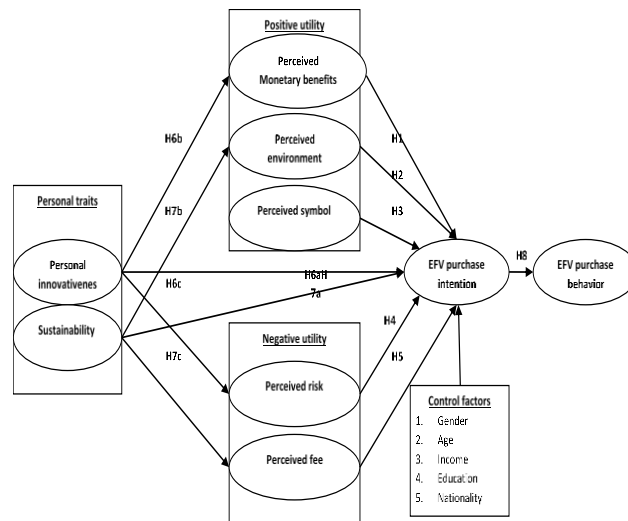 Positive utility
Perceived
Monetary benefits
H6b
H1
Perceived
environment
H2
H7b
Personal traits
Perceived symbol
H3
Personal
innovativenes
H6c
H6aH
7a
EFV purchase
intention
H8
EFV purchase
behavior
Sustainability
H4
Negative utility
H7c
H5
Perceived risk
Perceived fee
Control factors
1. Gender
2. Age
3. Income
4. Education
5. Nationality